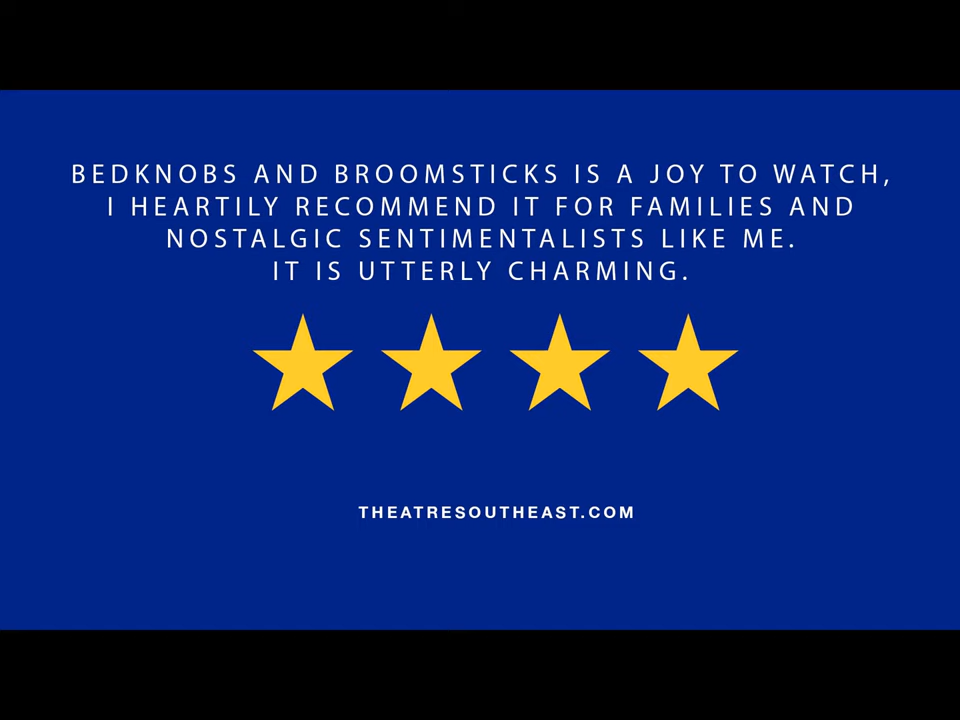 BEDKNOBS AND BROOMSTICKS IS A JOY TO WATCH,
I HEARTILY RECOMMEND IT FOR FAMILIES AND
NOSTALGIC SENTIMENTALISTS LIKE ME.
IT IS UTTERLY CHARMING.
THEATRESOUTHEAST.COM